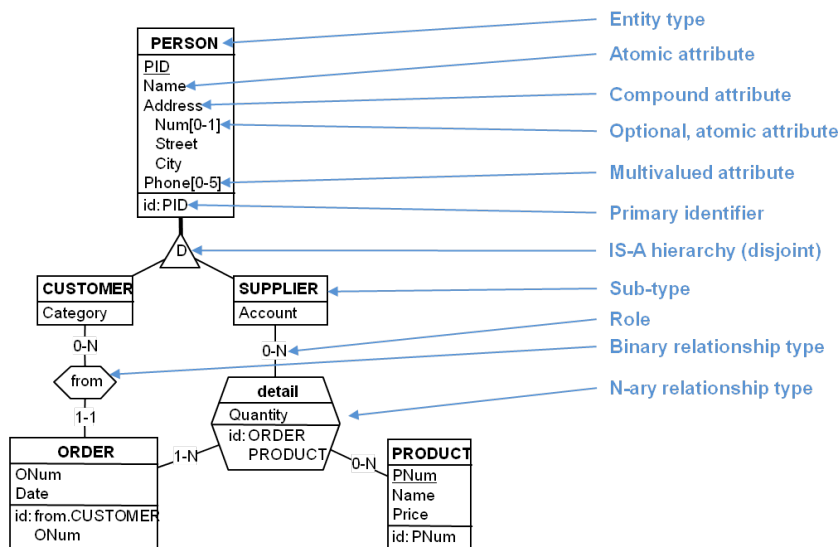 PERSON
PID
Name
Address
Num[0-1]
Street
City
Phone[0-5]
id: PID
D
CUSTOMER
Category
SUPPLIER
Account
0-N
0-N
from
detail
Quantity
id: ORDER
PRODUCT
1-1
1-N
0-N
ORDER
ONum
Date
id: from.CUSTOMER
ONum
PRODUCT
PNum
Name
Price
id: PNum
Entity type
Atomic attribute
Compound attribute
Optional, atomic attribute
Multivalued attribute
Primary identifier
IS-A hierarchy (disjoint)
Sub-type
Role
Binary relationship type
N-ary relationship type